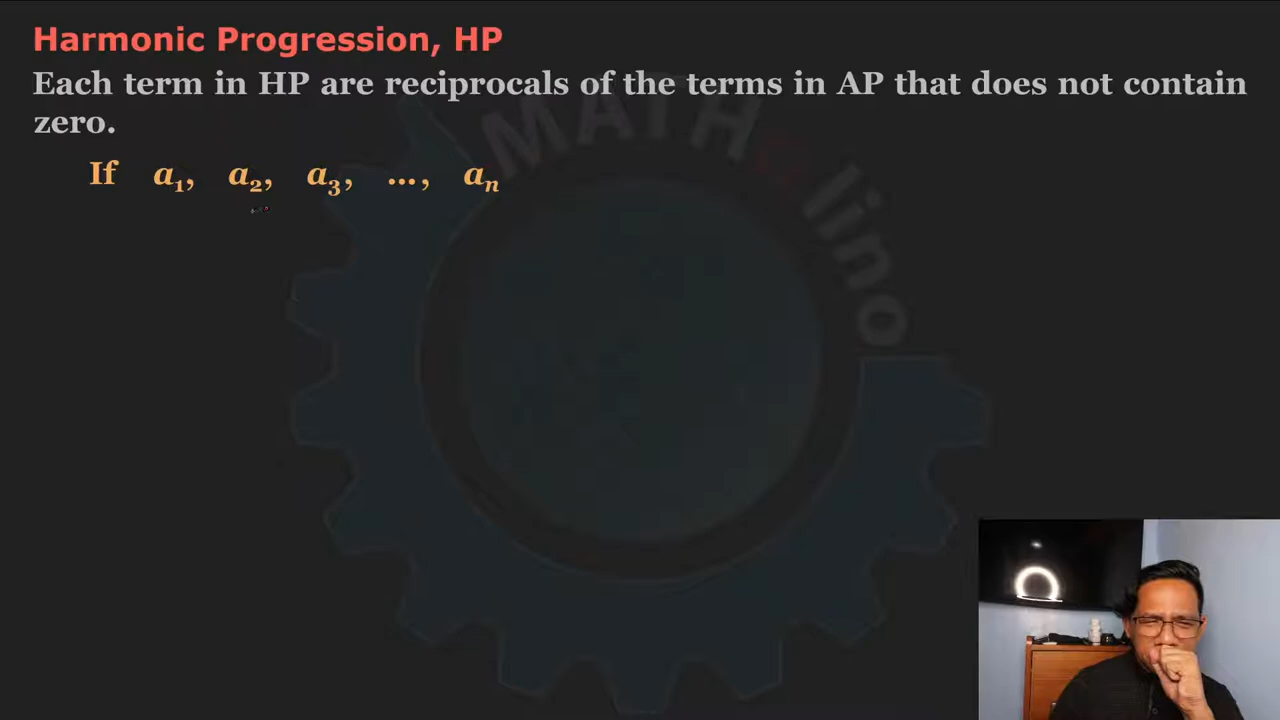 Harmonic Progression, HP
Each term in HP are reciprocals of the terms in AP that does not contain
zero.
If a₁, a₂, a₃, ..., aₙ
MATHalino